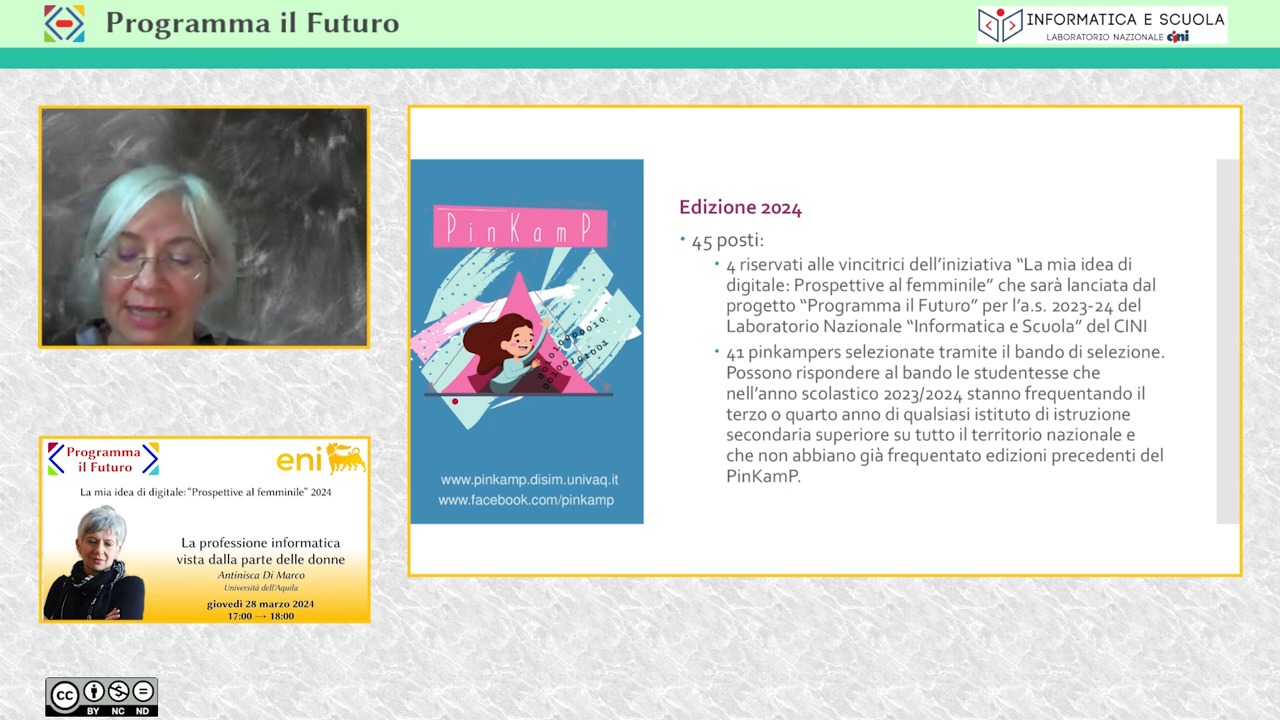 Programma il Futuro
INFORMATICA E SCUOLA
LABORATORIO NAZIONALE cini
PinKamP
www.pinkamp.disim.univaq.it
www.facebook.com/pinkamp
Edizione 2024
• 45 posti:
• 4 riservati alle vincitrici dell'iniziativa “La mia idea di
digitale: Prospettive al femminile” che sarà lanciata dal
progetto “Programma il Futuro” per l'a.s. 2023-24 del
Laboratorio Nazionale “Informatica e Scuola” del CINI
• 41 pinkampers selezionate tramite il bando di selezione.
Possono rispondere al bando le studentesse che
nell'anno scolastico 2023/2024 stanno frequentando il
terzo o quarto anno di qualsiasi istituto di istruzione
secondaria superiore su tutto il territorio nazionale e
che non abbiano già frequentato edizioni precedenti del
PinKamP.
Programma
il Futuro
eni
La mia idea di digitale: "Prospettive al femminile" 2024
La professione informatica
vista dalla parte delle donne
Antinisca Di Marco
Università dell'Aquila
giovedì 28 marzo 2024
17:00 → 18:00
cc
BY NC ND